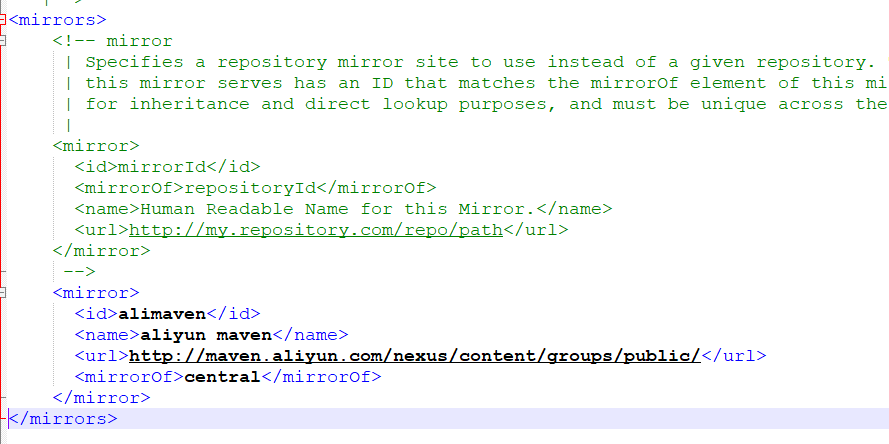 <mirrors>
<!-- mirror
| Specifies a repository mirror site to use instead of a given repository.
| this mirror serves has an ID that matches the mirrorOf element of this mi
| for inheritance and direct lookup purposes, and must be unique across the
|
<mirror>
<id>mirrorId</id>
<mirrorOf>repositoryId</mirrorOf>
<name>Human Readable Name for this Mirror.</name>
<url>http://my.repository.com/repo/path</url>
</mirror>
-->
<mirror>
<id>alimaven</id>
<name>aliyun maven</name>
<url>http://maven.aliyun.com/nexus/content/groups/public/</url>
<mirrorOf>central</mirrorOf>
</mirror>
</mirrors>